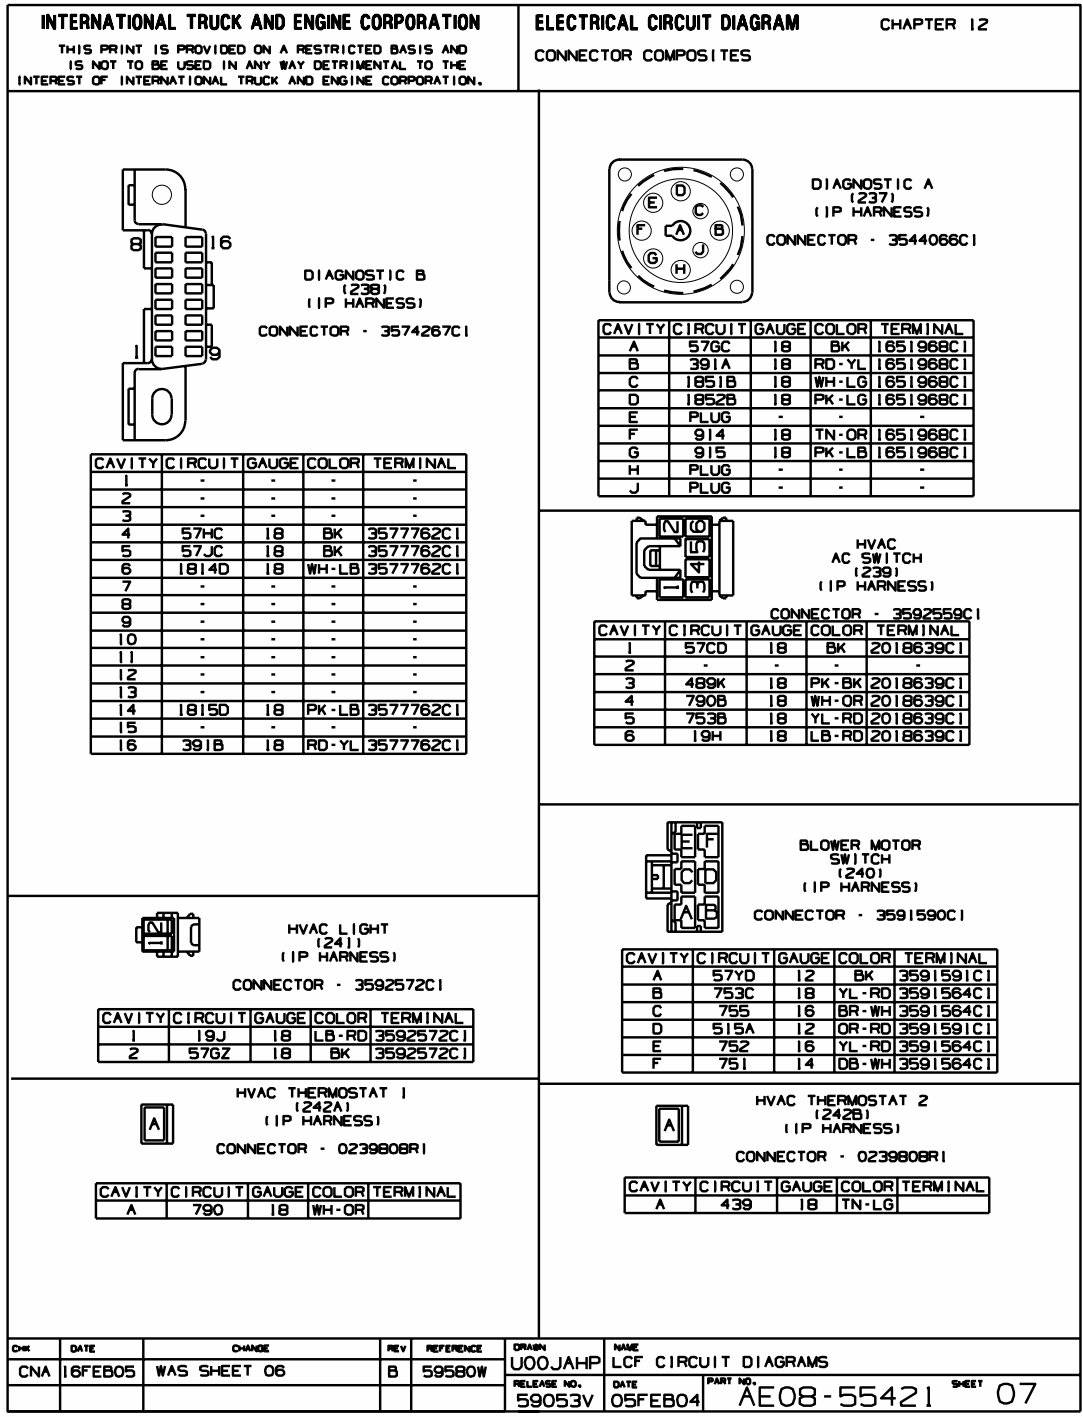 INTERNATIONAL TRUCK AND ENGINE CORPORATION
THIS PRINT IS PROVIDED ON A RESTRICTED BASIS AND
IS NOT TO BE USED IN ANY WAY DETRIMENTAL TO THE
INTEREST OF INTERNATIONAL TRUCK AND ENGINE CORPORATION.
ELECTRICAL CIRCUIT DIAGRAM CHAPTER 12
CONNECTOR COMPOSITES
8 16
1 9
DIAGNOSTIC B
(238)
(IP HARNESS)
CONNECTOR - 3574267C1
CAVITY CIRCUIT GAUGE COLOR TERMINAL
1 - - - -
2 - - - -
3 - - - -
4 57HC 18 BK 3577762C1
5 57JC 18 BK 3577762C1
6 1814D 18 WH-LB 3577762C1
7 - - - -
8 - - - -
9 - - - -
10 - - - -
11 - - - -
12 - - - -
13 - - - -
14 1815D 18 PK-LB 3577762C1
15 - - - -
16 391B 18 RD-YL 3577762C1
D
E C
F A B
G J
H
DIAGNOSTIC A
(237)
(IP HARNESS)
CONNECTOR - 3544066C1
CAVITY CIRCUIT GAUGE COLOR TERMINAL
A 57GC 18 BK 1651968C1
B 391A 18 RD-YL 1651968C1
C 1851B 18 WH-LG 1651968C1
D 1852B 18 PK-LG 1651968C1
E PLUG - - -
F 914 18 TN-OR 1651968C1
G 915 18 PK-LB 1651968C1
H PLUG - - -
J PLUG - - -
2 6
5
4
1 3
HVAC
AC SWITCH
(239)
(IP HARNESS)
CONNECTOR - 3592559C1
CAVITY CIRCUIT GAUGE COLOR TERMINAL
1 57CD 18 BK 2018639C1
2 - - - -
3 489K 18 PK-BK 2018639C1
4 790B 18 WH-OR 2018639C1
5 753B 18 YL-RD 2018639C1
6 19H 18 LB-RD 2018639C1
E F
C D
A B
BLOWER MOTOR
SWITCH
(240)
(IP HARNESS)
CONNECTOR - 3591590C1
CAVITY CIRCUIT GAUGE COLOR TERMINAL
A 57YD 12 BK 3591591C1
B 753C 18 YL-RD 3591564C1
C 755 16 BR-WH 3591564C1
D 515A 12 OR-RD 3591591C1
E 752 16 YL-RD 3591564C1
F 751 14 DB-WH 3591564C1
1 2
HVAC LIGHT
(241)
(IP HARNESS)
CONNECTOR - 3592572C1
CAVITY CIRCUIT GAUGE COLOR TERMINAL
1 19J 18 LB-RD 3592572C1
2 57GZ 18 BK 3592572C1
A
HVAC THERMOSTAT 1
(242A)
(IP HARNESS)
CONNECTOR - 0239808R1
CAVITY CIRCUIT GAUGE COLOR TERMINAL
A 790 18 WH-OR
A
HVAC THERMOSTAT 2
(242B)
(IP HARNESS)
CONNECTOR - 0239808R1
CAVITY CIRCUIT GAUGE COLOR TERMINAL
A 439 18 TN-LG
CHK DATE CHANGE REV REFERENCE
CNA 16FEB05 WAS SHEET 06 B 59580W
DRAWN NAME
U00JAHP LCF CIRCUIT DIAGRAMS
RELEASE NO. DATE PART NO. SHEET
59053V 05FEB04 AE08-55421 07